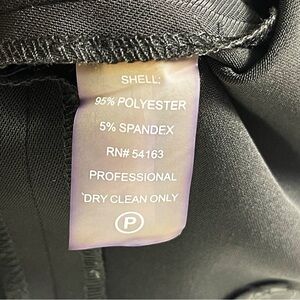 SHELL:
95% POLYESTER
5% SPANDEX
RN# 54163
PROFESSIONAL
DRY CLEAN ONLY
P